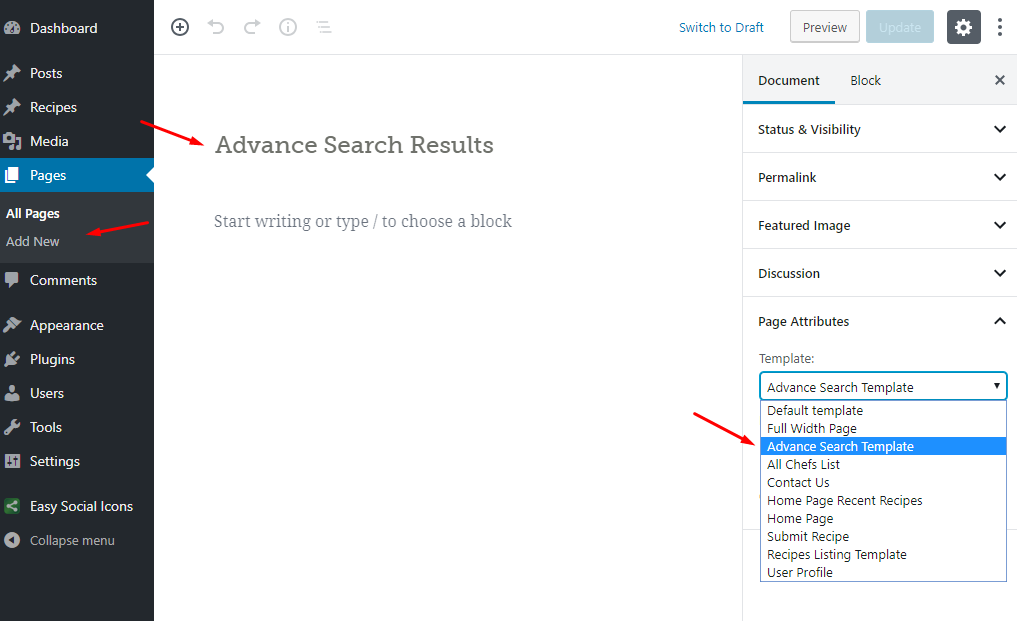 Dashboard
Posts
Recipes
Media
Pages
All Pages
Add New
Comments
Appearance
Plugins
Users
Tools
Settings
Easy Social Icons
Collapse menu
Switch to Draft
Preview
Update
Advance Search Results
Start writing or type / to choose a block
Document
Block
Status & Visibility
Permalink
Featured Image
Discussion
Page Attributes
Template:
Advance Search Template
Default template
Full Width Page
Advance Search Template
All Chefs List
Contact Us
Home Page Recent Recipes
Home Page
Submit Recipe
Recipes Listing Template
User Profile